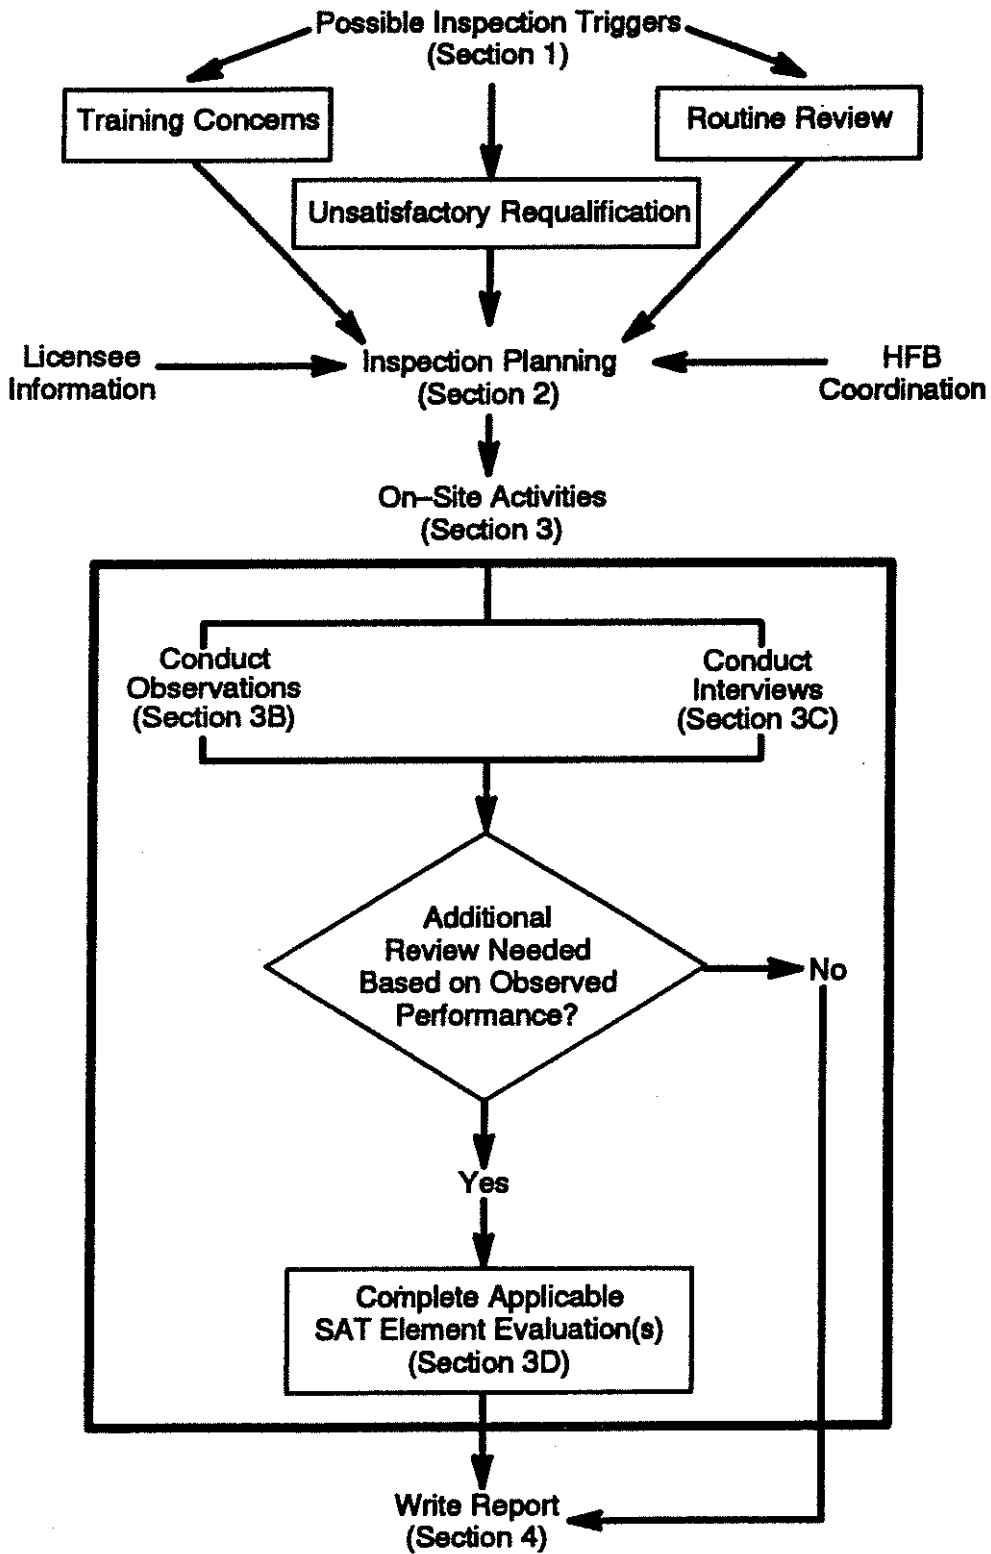 Possible Inspection Triggers
(Section 1)
Training Concerns
Routine Review
Unsatisfactory Requalification
Licensee
Information
Inspection Planning
(Section 2)
HFB
Coordination
On–Site Activities
(Section 3)
Conduct
Observations
(Section 3B)
Conduct
Interviews
(Section 3C)
Additional
Review Needed
Based on Observed
Performance?
No
Yes
Complete Applicable
SAT Element Evaluation(s)
(Section 3D)
Write Report
(Section 4)